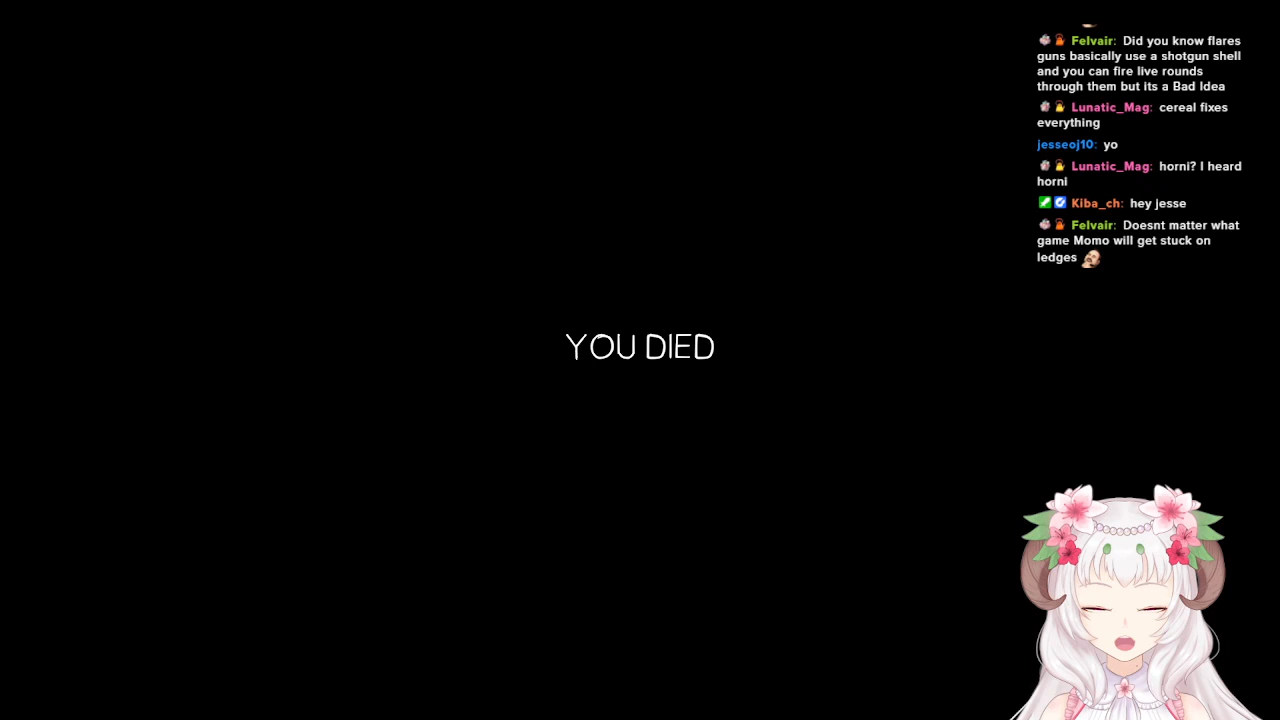 Felvair: Did you know flares
guns basically use a shotgun shell
and you can fire live rounds
through them but its a Bad Idea
Lunatic_Mag: cereal fixes
everything
jesseoj10: yo
Lunatic_Mag: horni? I heard
horni
Kiba_ch: hey jesse
Felvair: Doesnt matter what
game Momo will get stuck on
ledges
YOU DIED